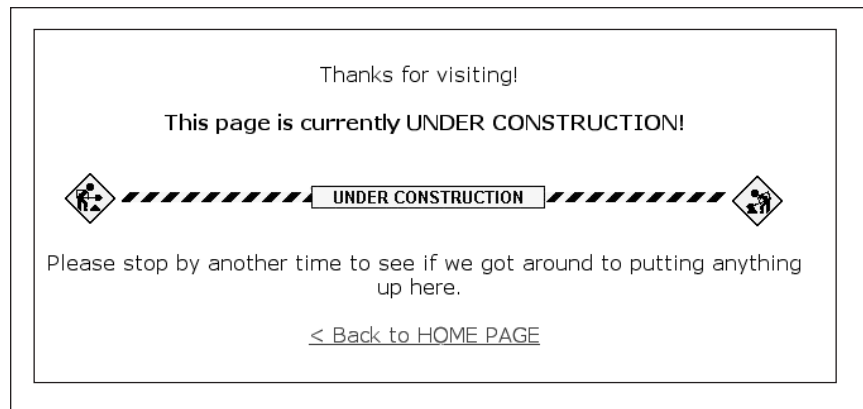 Thanks for visiting!
This page is currently UNDER CONSTRUCTION!
UNDER CONSTRUCTION
Please stop by another time to see if we got around to putting anything
up here.
< Back to HOME PAGE